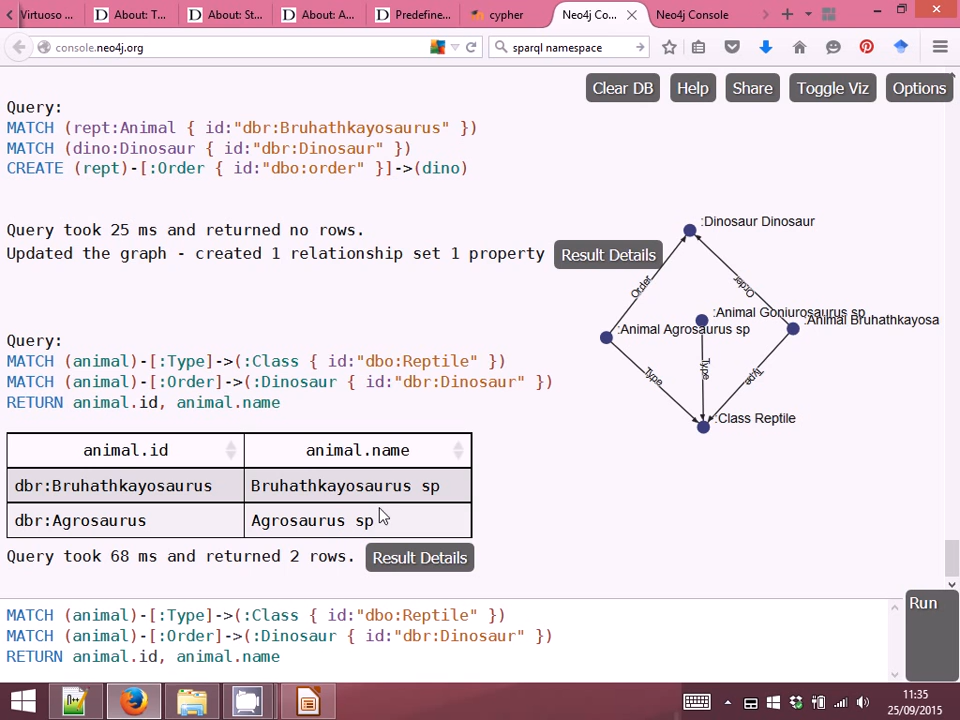 Virtuoso ...
About: T...
About: St...
About: A...
Predefine...
cypher
Neo4j Co...
Neo4j Console
console.neo4j.org
sparql namespace
Clear DB
Help
Share
Toggle Viz
Options
Query:
MATCH (rept:Animal { id:"dbr:Bruhathkayosaurus" })
MATCH (dino:Dinosaur { id:"dbr:Dinosaur" })
CREATE (rept)-[:Order { id:"dbo:order" }]->(dino)
Query took 25 ms and returned no rows.
Updated the graph - created 1 relationship set 1 property
Result Details
Query:
MATCH (animal)-[:Type]->(:Class { id:"dbo:Reptile" })
MATCH (animal)-[:Order]->(:Dinosaur { id:"dbr:Dinosaur" })
RETURN animal.id, animal.name
animal.id animal.name
dbr:Bruhathkayosaurus Bruhathkayosaurus sp
dbr:Agrosaurus Agrosaurus sp
Query took 68 ms and returned 2 rows.
Result Details
:Dinosaur Dinosaur
Order
Order
:Animal Goniurosaurus sp
:Animal Bruhathkayosa
:Animal Agrosaurus sp
Type
Type
Type
:Class Reptile
MATCH (animal)-[:Type]->(:Class { id:"dbo:Reptile" })
MATCH (animal)-[:Order]->(:Dinosaur { id:"dbr:Dinosaur" })
RETURN animal.id, animal.name
Run
11:35
25/09/2015